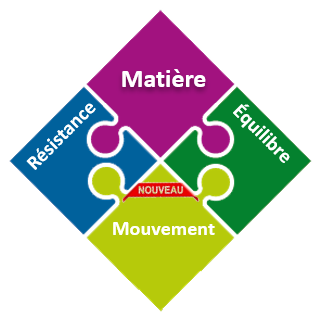 Matière
Résistance
Équilibre
NOUVEAU
Mouvement